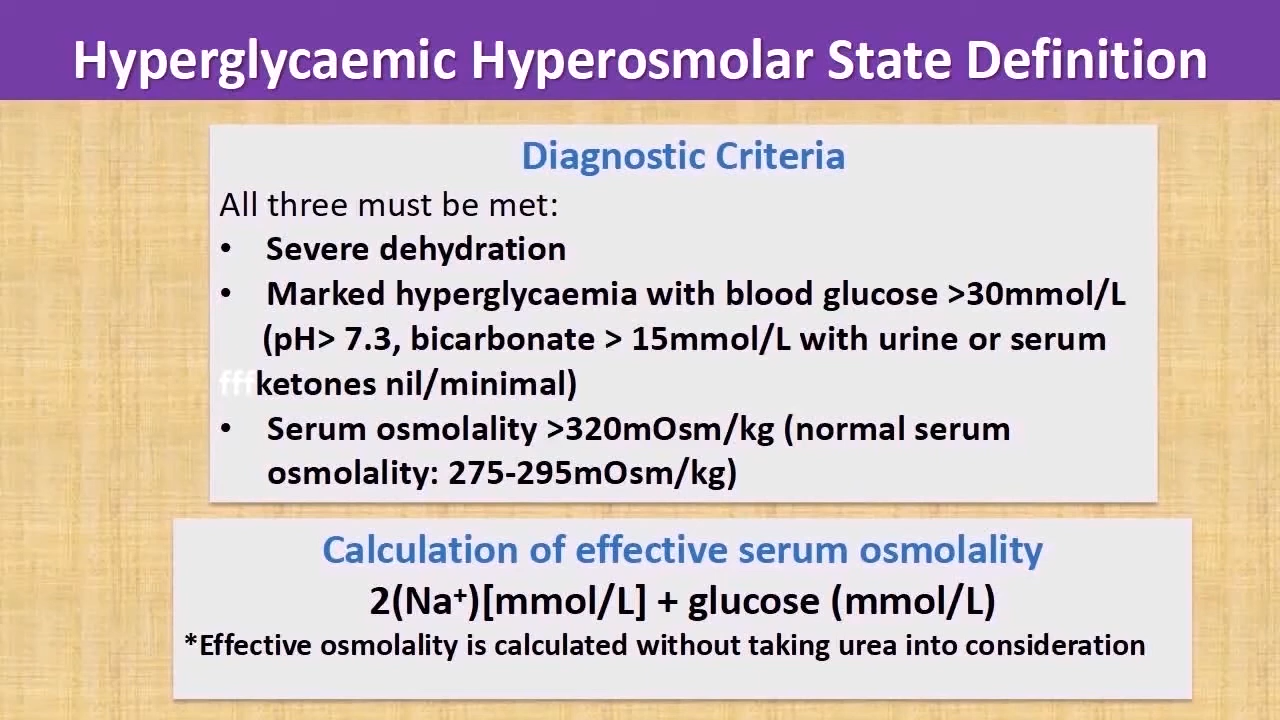 Hyperglycaemic Hyperosmolar State Definition
Diagnostic Criteria
All three must be met:
• Severe dehydration
• Marked hyperglycaemia with blood glucose >30mmol/L
(pH> 7.3, bicarbonate > 15mmol/L with urine or serum
fffketones nil/minimal)
• Serum osmolality >320mOsm/kg (normal serum
osmolality: 275-295mOsm/kg)
Calculation of effective serum osmolality
2(Na⁺)[mmol/L] + glucose (mmol/L)
*Effective osmolality is calculated without taking urea into consideration